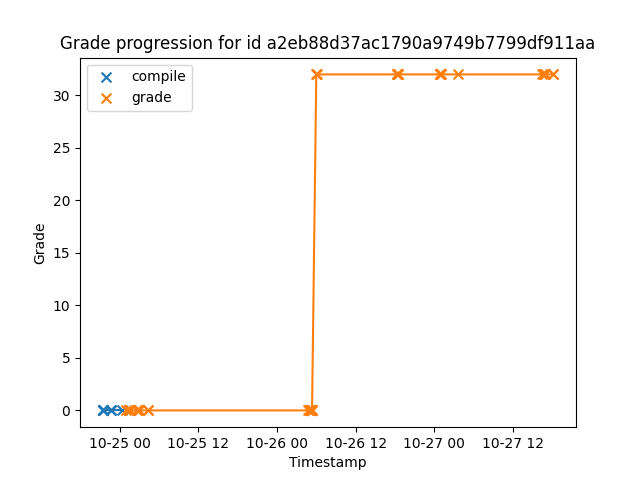 Grade progression for id a2eb88d37ac1790a9749b7799df911aa
compile
grade
30
25
20
15
10
5
0
Grade
10-25 00 10-25 12 10-26 00 10-26 12 10-27 00 10-27 12
Timestamp